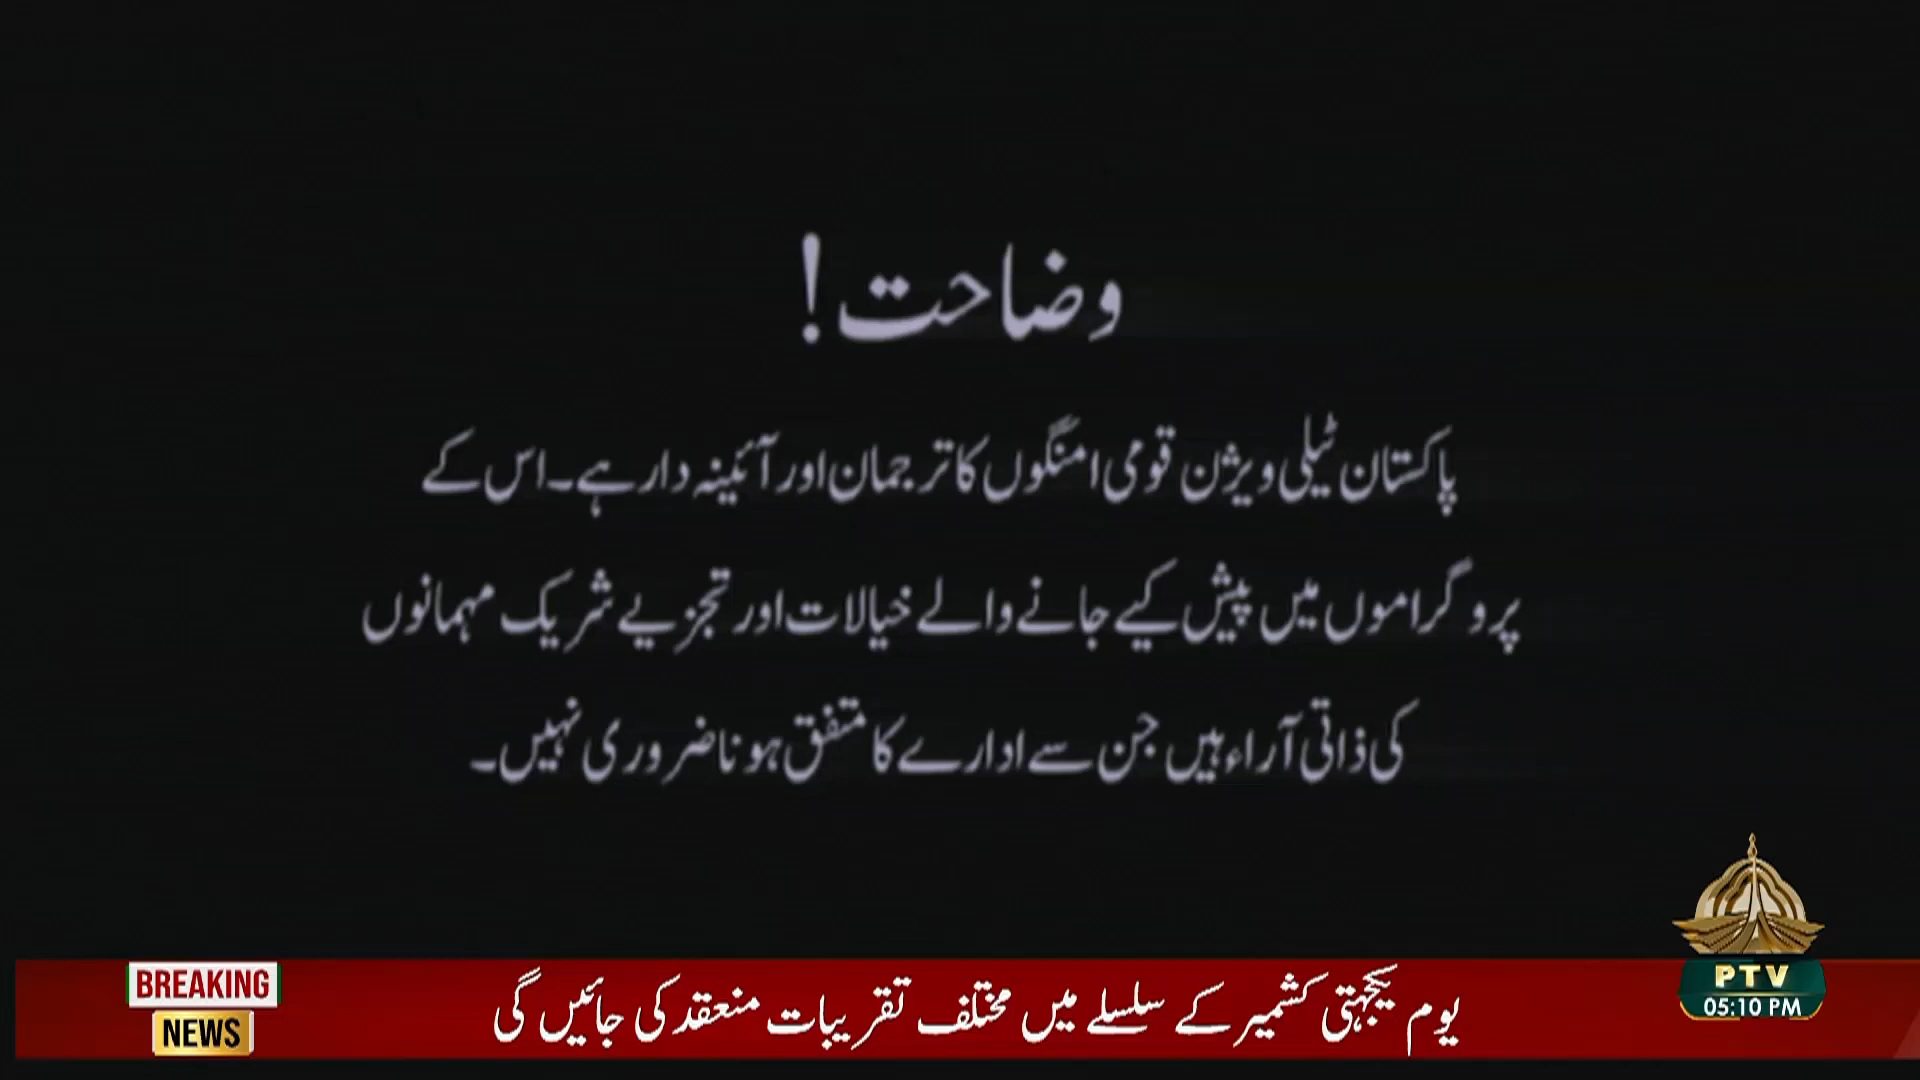 وضاحت!
پاکستان ٹیلی ویژن قومی امنگوں کا ترجمان اور آئینہ دار ہے۔ اس کے
پروگراموں میں پیش کیے جانے والے خیالات اور تجزیے شریک مہمانوں
کی ذاتی آراء ہیں جن سے ادارے کا متفق ہونا ضروری نہیں۔
PTV
05:10 PM
BREAKING
NEWS
یوم یکجہتی کشمیر کے سلسلے میں مختلف تقریبات منعقد کی جائیں گی